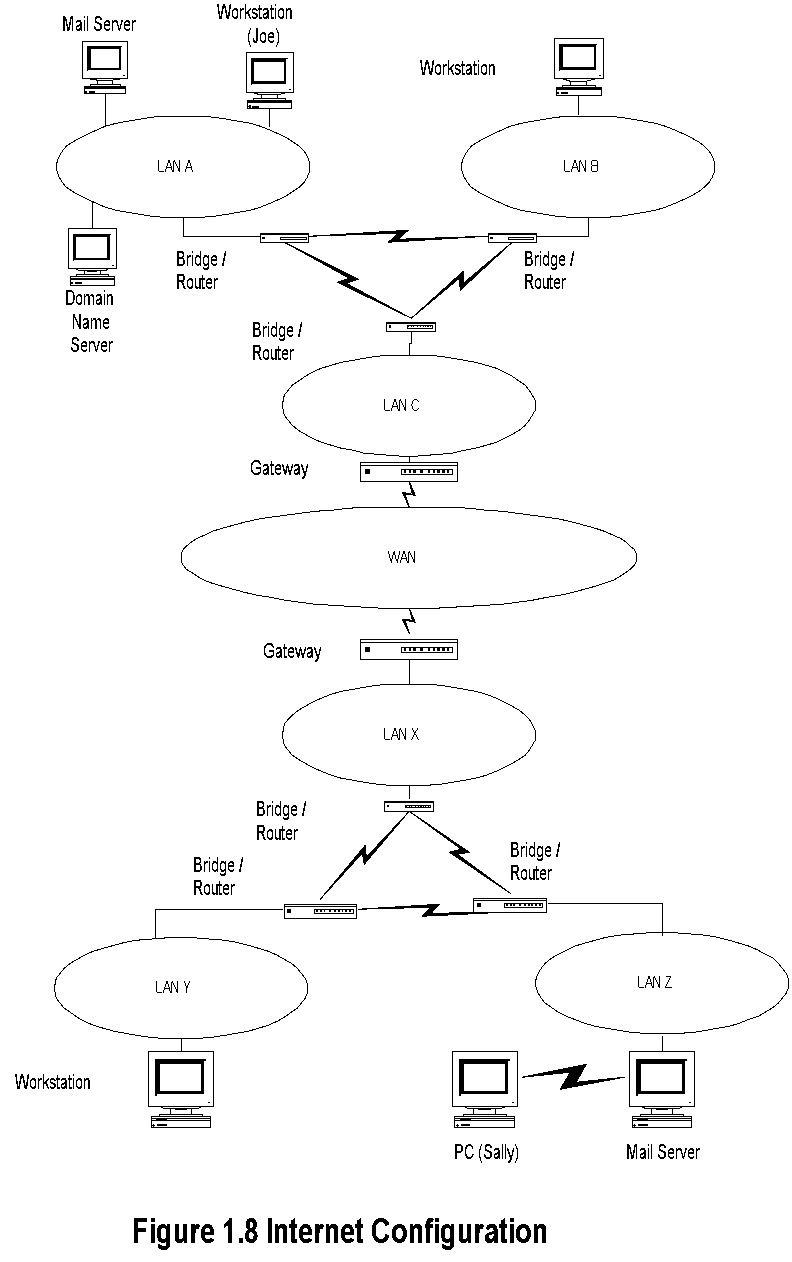 Mail Server
Workstation
(Joe)
Workstation
LAN A
LAN B
Bridge /
Router
Bridge /
Router
Domain
Name
Server
Bridge /
Router
LAN C
Gateway
WAN
Gateway
LAN X
Bridge /
Router
Bridge /
Router
Bridge /
Router
LAN Y
LAN Z
Workstation
PC (Sally)
Mail Server
Figure 1.8 Internet Configuration